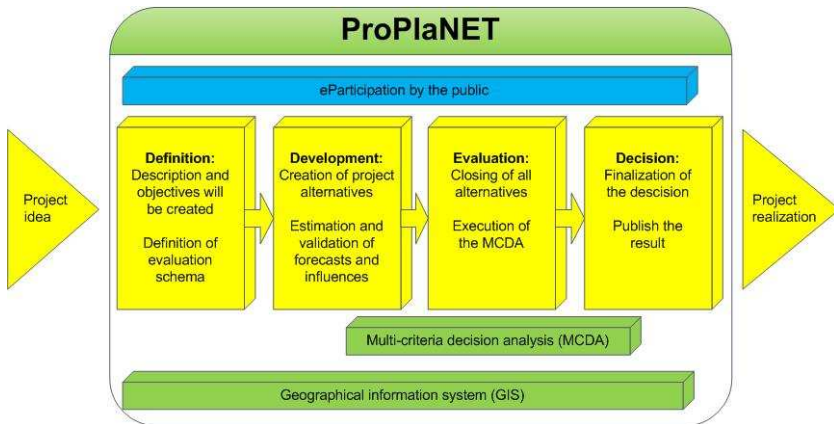 ProPlaNET
eParticipation by the public
Project
idea
Definition:
Description and
objectives will
be created
Definition of
evaluation
schema
Development:
Creation of project
alternatives
Estimation and
validation of
forecasts and
influences
Evaluation:
Closing of all
alternatives
Execution of
the MCDA
Decision:
Finalization of
the descision
Publish the
result
Project
realization
Multi-criteria decision analysis (MCDA)
Geographical information system (GIS)